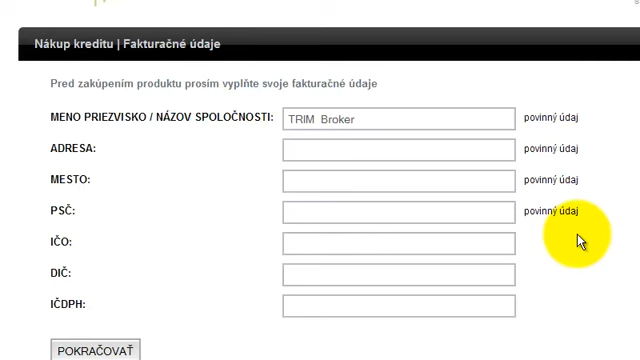 Nákup kreditu | Fakturačné údaje
Pred zakúpením produktu prosím vyplňte svoje fakturačné údaje
MENO PRIEZVISKO / NÁZOV SPOLOČNOSTI: TRIM Broker povinný údaj
ADRESA: povinný údaj
MESTO: povinný údaj
PSČ: povinný údaj
IČO:
DIČ:
IČDPH:
POKRAČOVAŤ